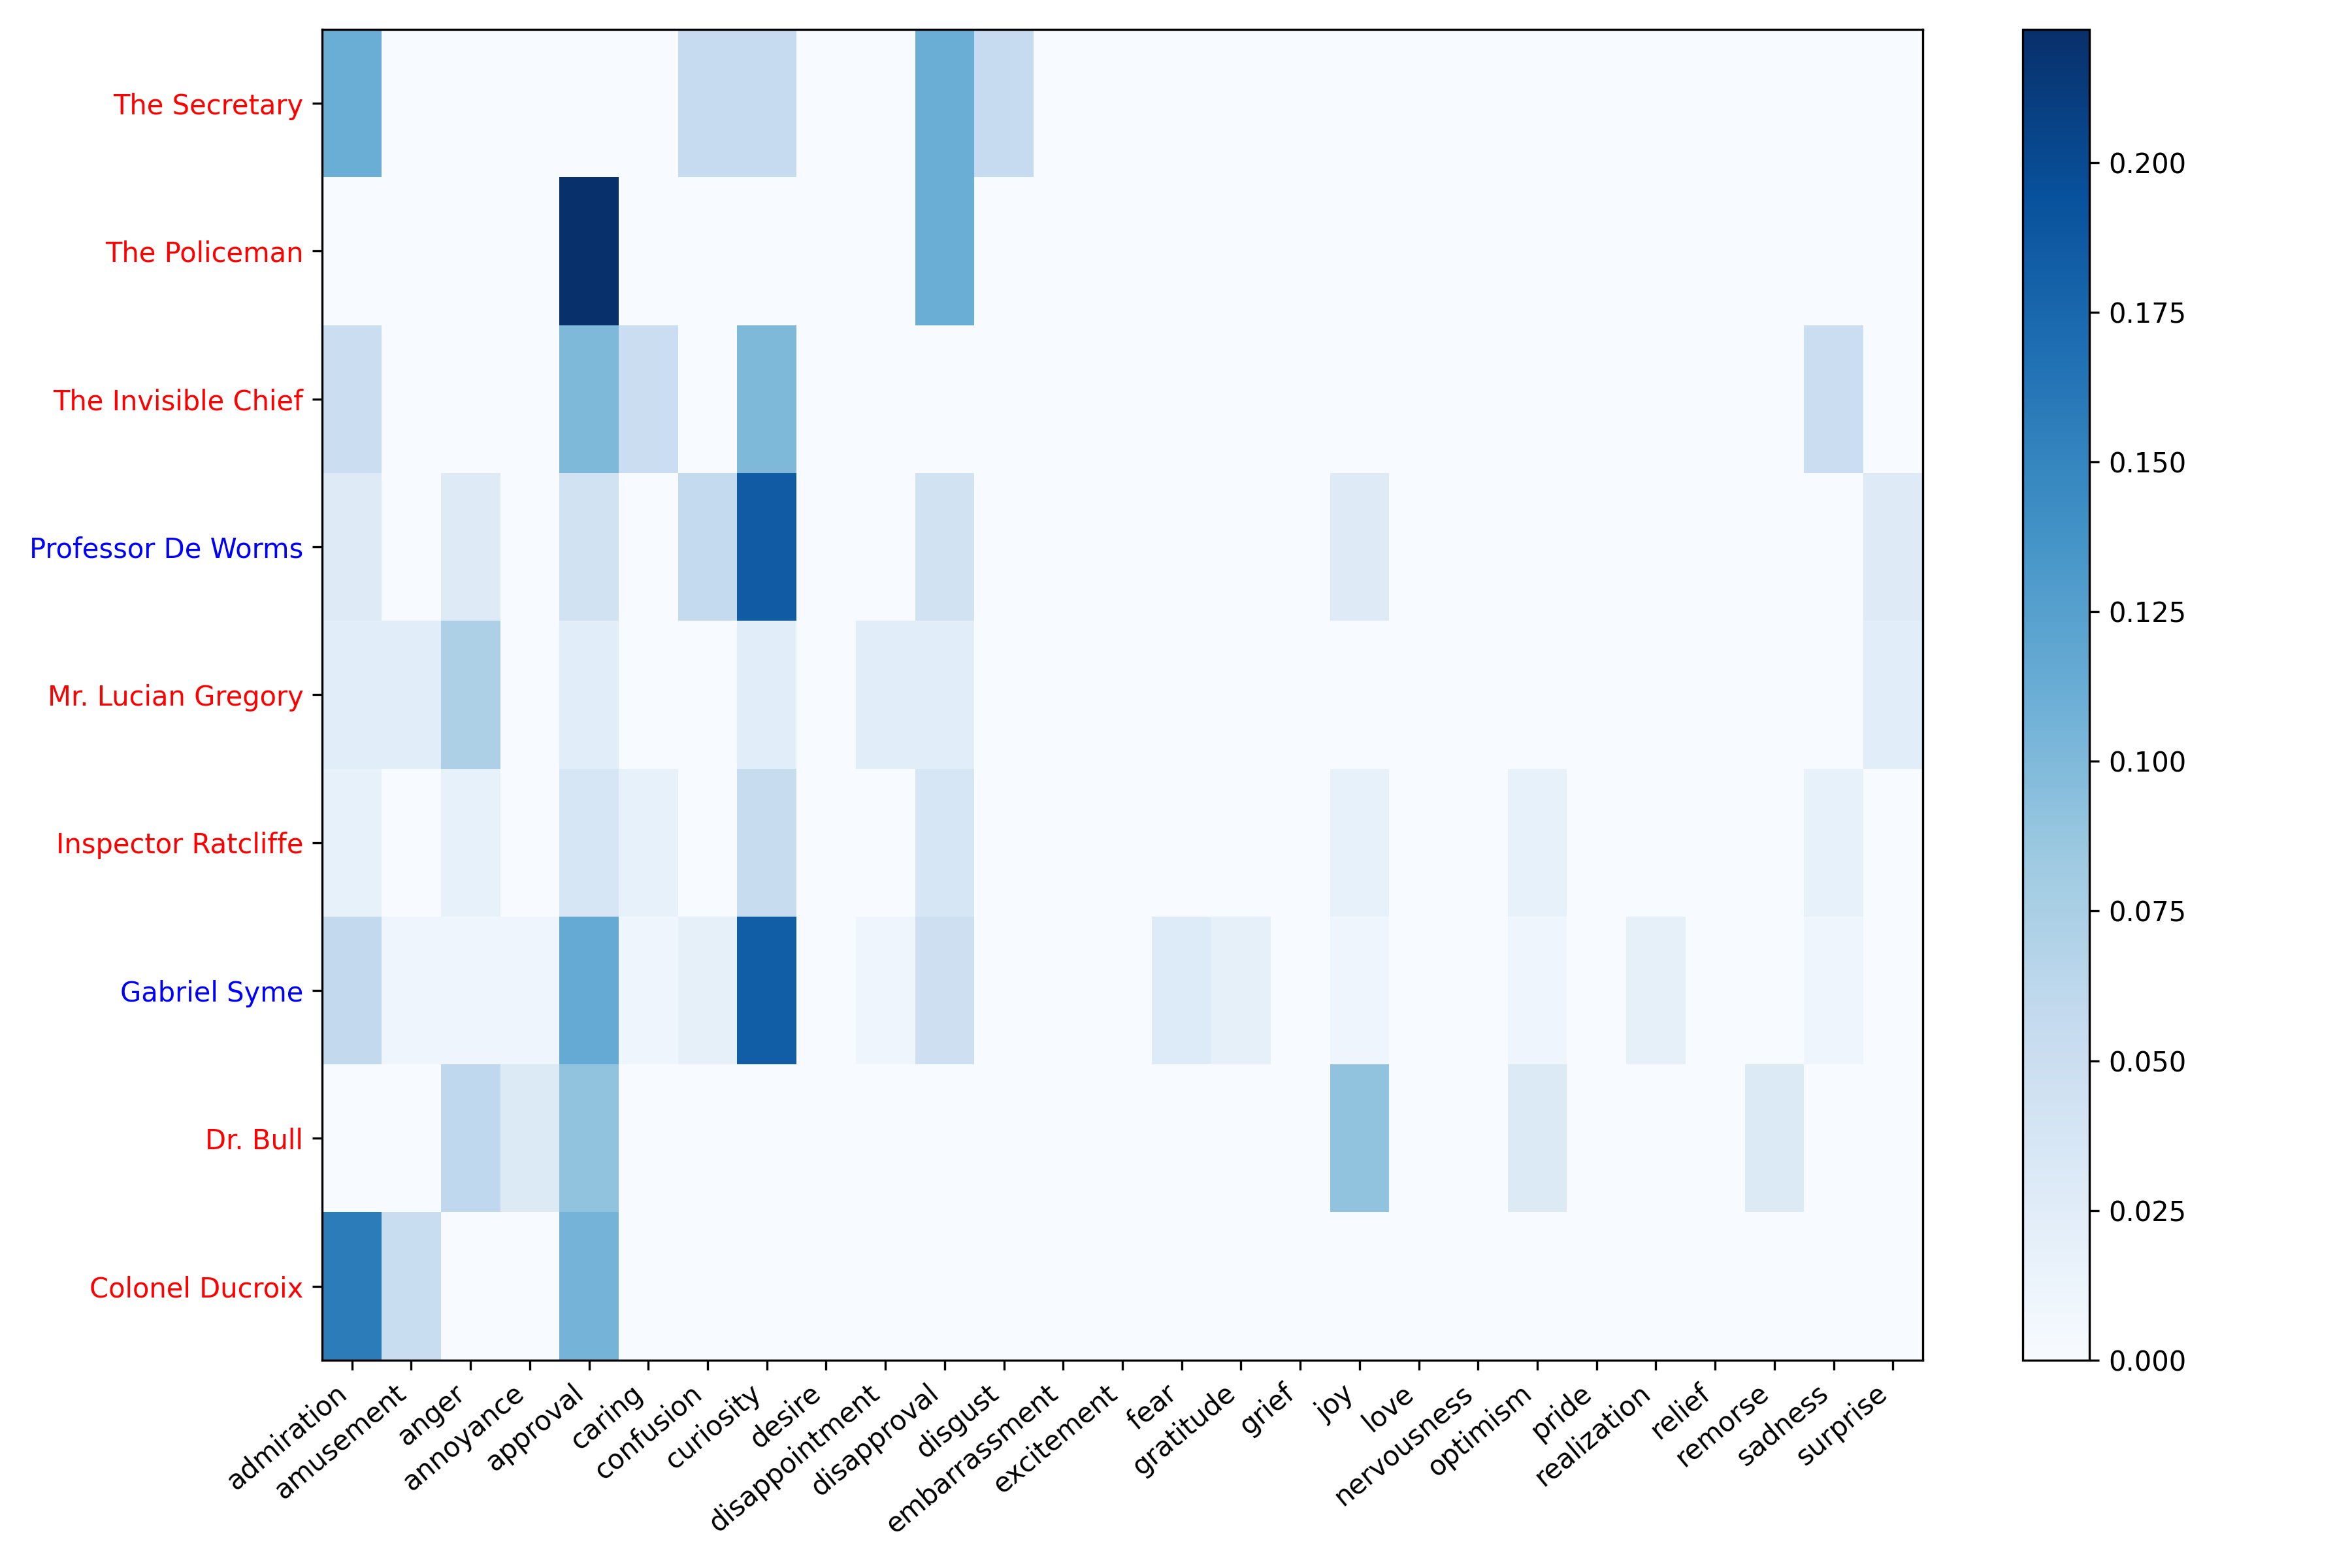 The Secretary
The Policeman
The Invisible Chief
Professor De Worms
Mr. Lucian Gregory
Inspector Ratcliffe
Gabriel Syme
Dr. Bull
Colonel Ducroix
admiration
amusement
anger
annoyance
approval
caring
confusion
curiosity
desire
disappointment
disapproval
disgust
embarrassment
excitement
fear
gratitude
grief
joy
love
nervousness
optimism
pride
realization
relief
remorse
sadness
surprise
0.200
0.175
0.150
0.125
0.100
0.075
0.050
0.025
0.000